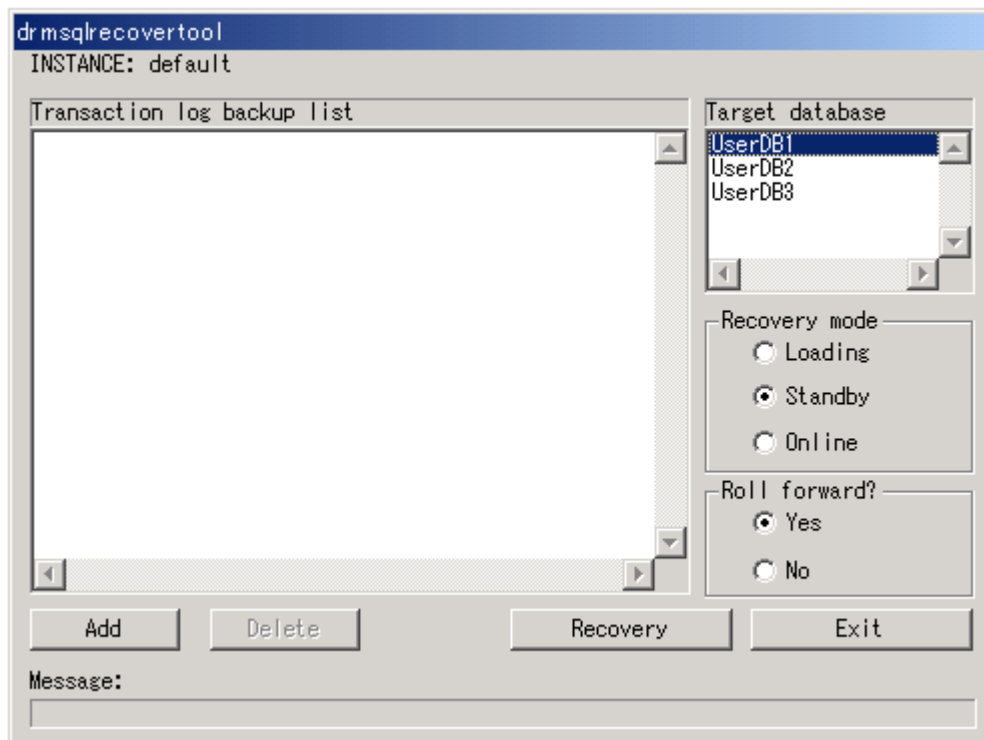 drmsqlrecovertool
INSTANCE: default
Transaction log backup list
Target database
UserDB1
UserDB2
UserDB3
Recovery mode
Loading
Standby
Online
Roll forward?
Yes
No
Add
Delete
Recovery
Exit
Message: